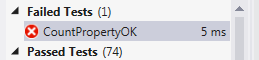 Failed Tests (1)
CountPropertyOK 5 ms
Passed Tests (74)